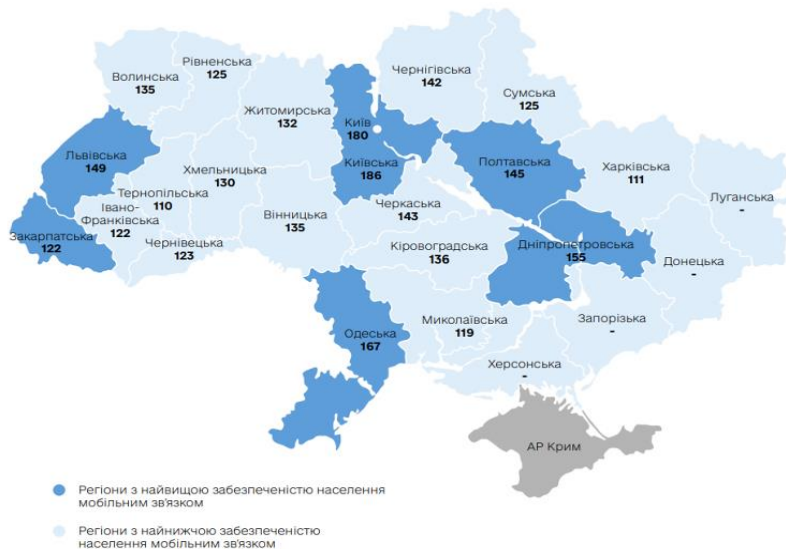 Рівненська
125
Волинська
135
Чернігівська
142
Сумська
125
Житомирська
132
Київ
180
Київська
186
Львівська
149
Хмельницька
130
Тернопільська
110
Івано-
Франківська
122
Закарпатська
122
Чернівецька
123
Вінницька
135
Черкаська
143
Полтавська
145
Харківська
111
Луганська
-
Кіровоградська
136
Дніпропетровська
155
Донецька
-
Одеська
167
Миколаївська
119
Запорізька
-
Херсонська
-
АР Крим
Регіони з найвищою забезпеченістю населення
мобільним зв'язком
Регіони з найнижчою забезпеченістю
населення мобільним зв'язком